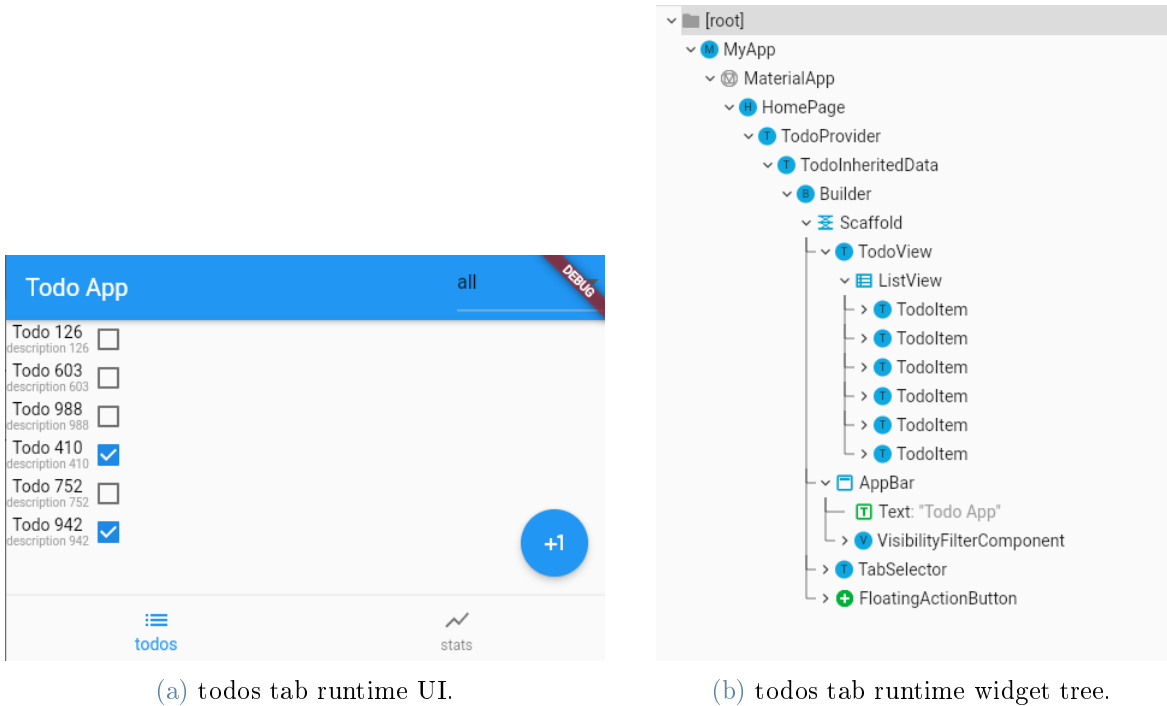 Todo App
all
DEBUG
Todo 126
description 126
Todo 603
description 603
Todo 988
description 988
Todo 410
description 410
Todo 752
description 752
Todo 942
description 942
+1
todos
stats
(a) todos tab runtime UI.
[root]
M MyApp
MaterialApp
H HomePage
T TodoProvider
T TodoInheritedData
B Builder
Scaffold
T TodoView
ListView
T TodoItem
T TodoItem
T TodoItem
T TodoItem
T TodoItem
T TodoItem
AppBar
T Text: "Todo App"
V VisibilityFilterComponent
T TabSelector
FloatingActionButton
(b) todos tab runtime widget tree.